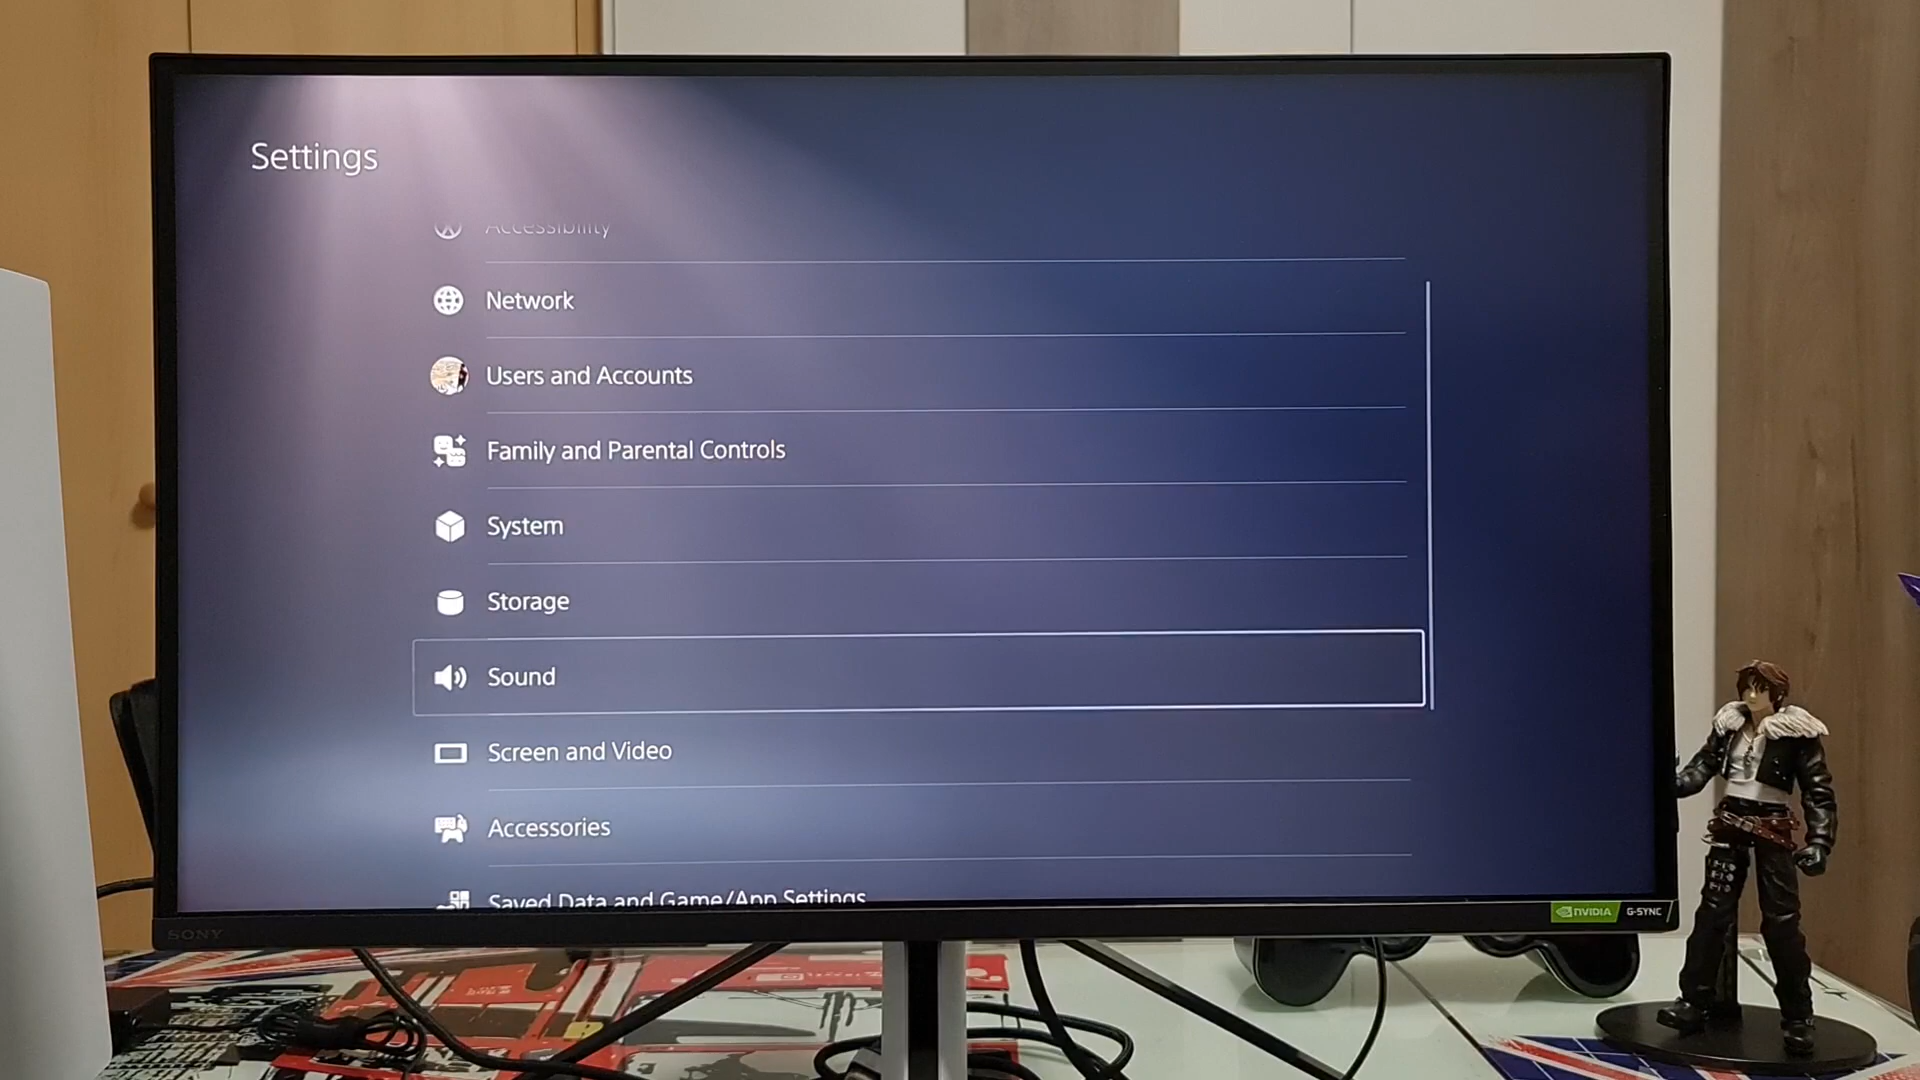 Settings
Accessibility
Network
Users and Accounts
Family and Parental Controls
System
Storage
Sound
Screen and Video
Accessories
Saved Data and Game/App Settings
SONY
NVIDIA G-SYNC